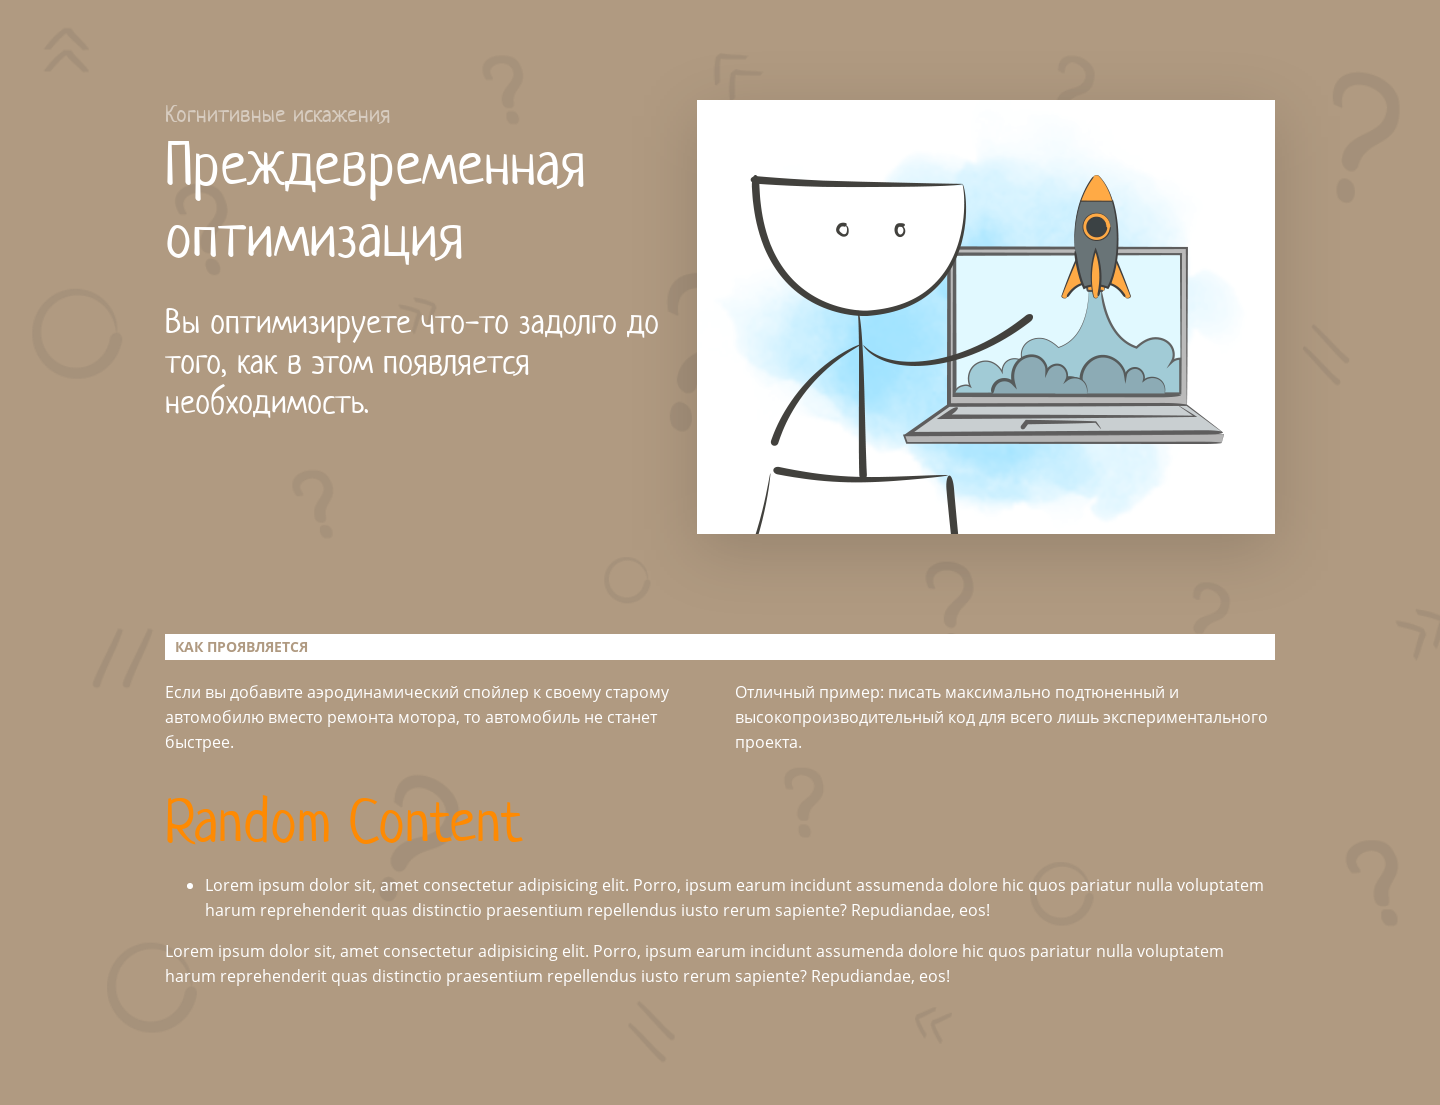 Когнитивные искажения
Преждевременная
оптимизация
Вы оптимизируете что-то задолго до
того, как в этом появляется
необходимость.
КАК ПРОЯВЛЯЕТСЯ
Если вы добавите аэродинамический спойлер к своему старому
автомобилю вместо ремонта мотора, то автомобиль не станет
быстрее.
Отличный пример: писать максимально подтюненный и
высокопроизводительный код для всего лишь экспериментального
проекта.
Random Content
Lorem ipsum dolor sit, amet consectetur adipisicing elit. Porro, ipsum earum incidunt assumenda dolore hic quos pariatur nulla voluptatem
harum reprehenderit quas distinctio praesentium repellendus iusto rerum sapiente? Repudiandae, eos!
Lorem ipsum dolor sit, amet consectetur adipisicing elit. Porro, ipsum earum incidunt assumenda dolore hic quos pariatur nulla voluptatem
harum reprehenderit quas distinctio praesentium repellendus iusto rerum sapiente? Repudiandae, eos!